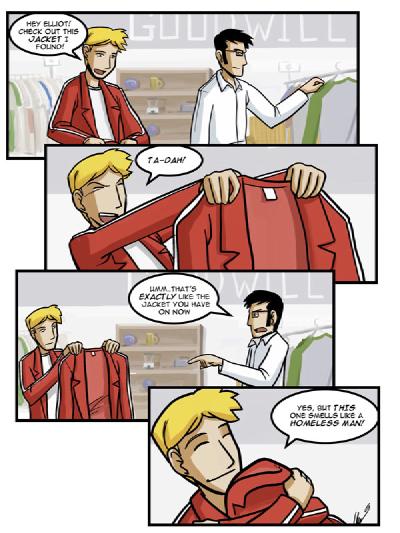 GOODWILL
HEY ELLIOT!
CHECK OUT THIS
JACKET I
FOUND!
TA-DAH!
GOODWILL
UMM..THAT'S
EXACTLY LIKE THE
JACKET YOU HAVE
ON NOW
YES, BUT THIS
ONE SMELLS LIKE A
HOMELESS MAN!